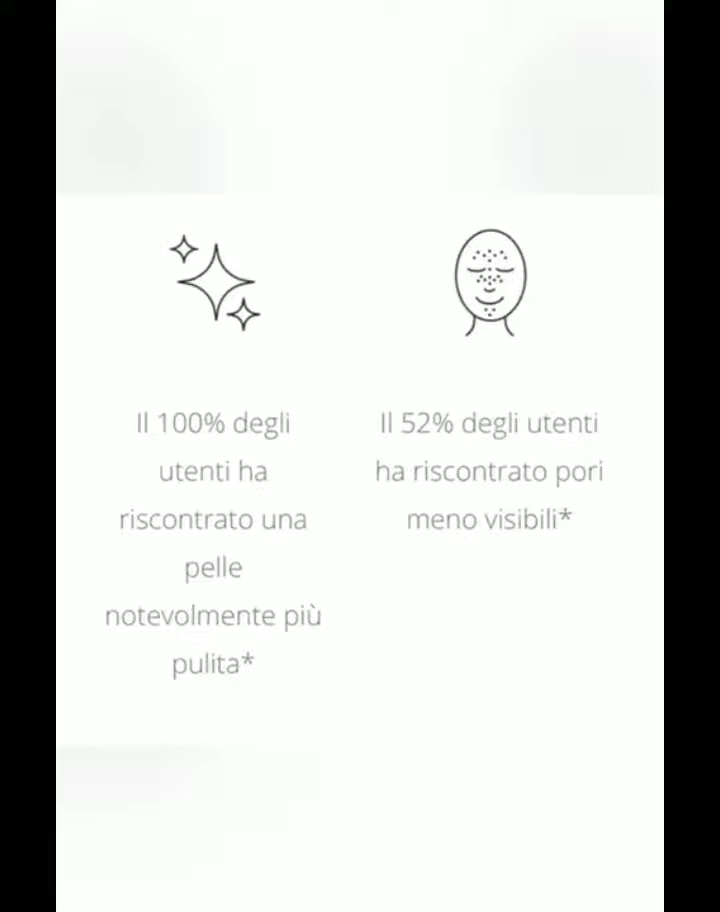 Il 100% degli
utenti ha
riscontrato una
pelle
notevolmente più
pulita*
Il 52% degli utenti
ha riscontrato pori
meno visibili*